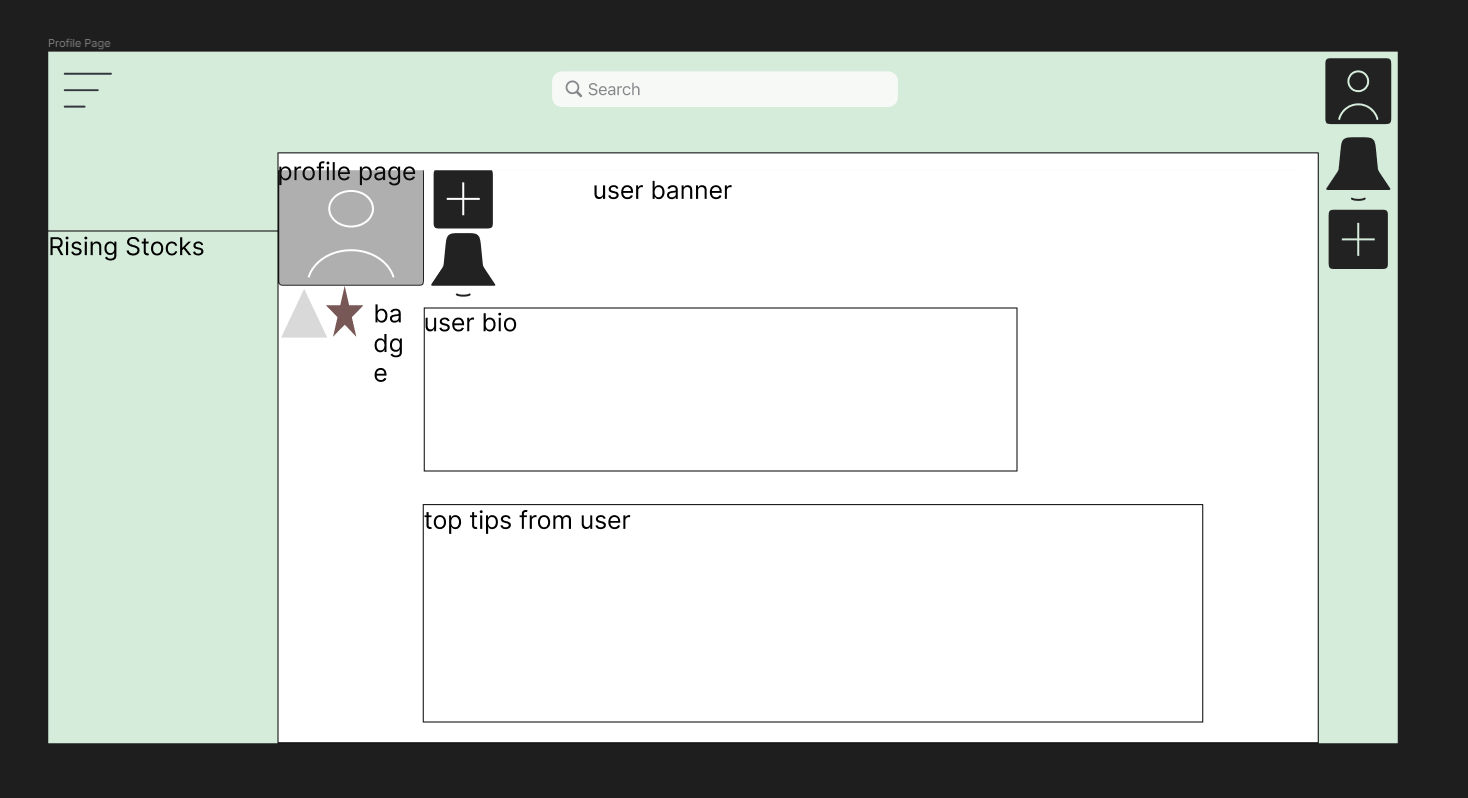 Profile Page
Search
profile page
user banner
Rising Stocks
ba
dg
e
user bio
top tips from user